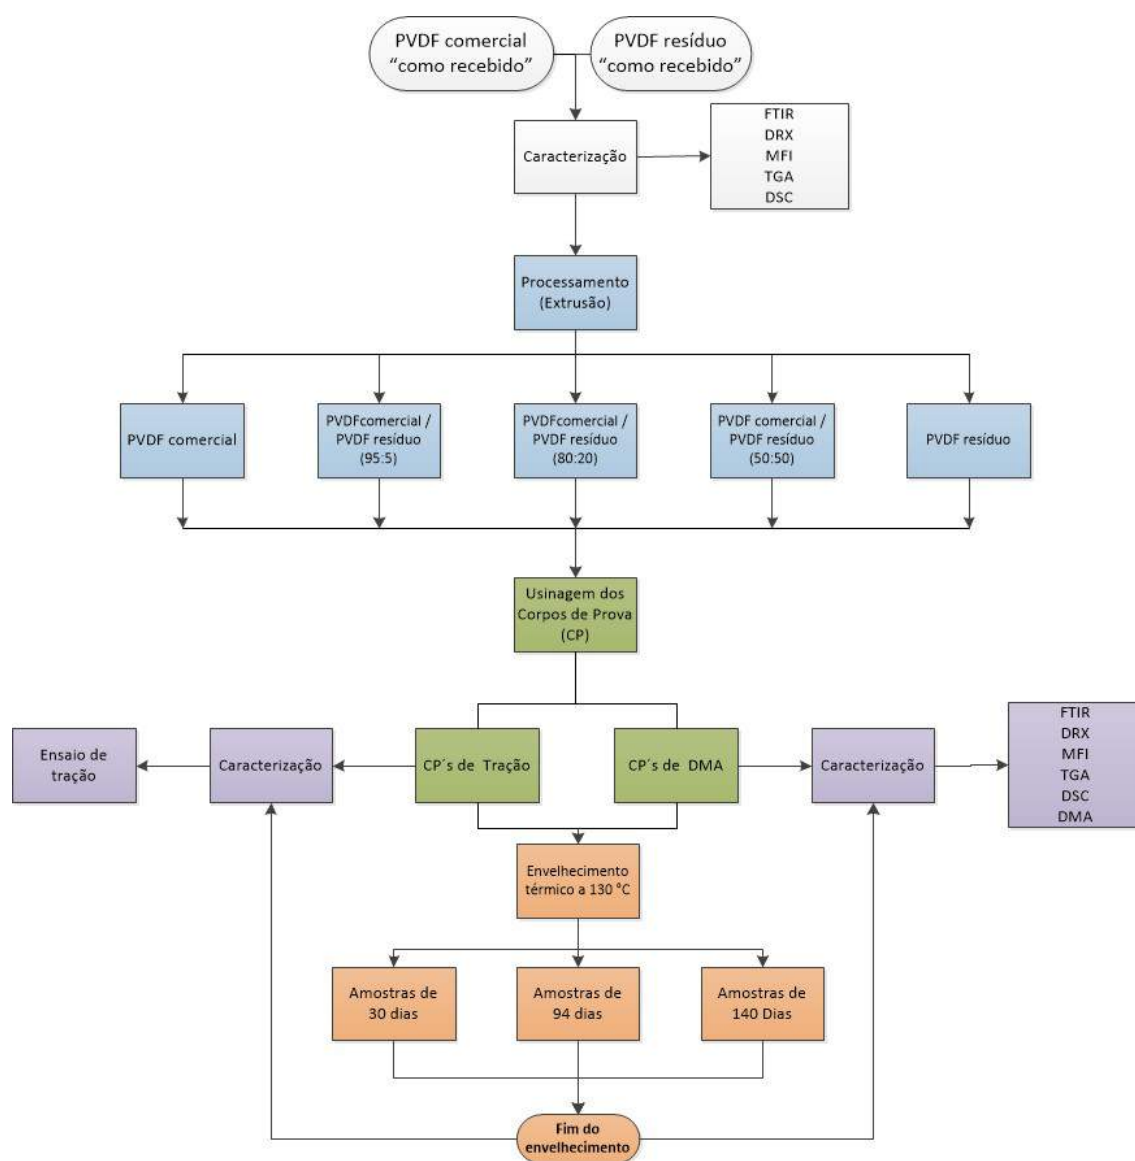 PVDF comercial
“como recebido”
PVDF resíduo
“como recebido”
Caracterização
FTIR
DRX
MFI
TGA
DSC
Processamento
(Extrusão)
PVDF comercial
PVDFcomercial /
PVDF resíduo
(95:5)
PVDFcomercial /
PVDF resíduo
(80:20)
PVDF comercial /
PVDF resíduo
(50:50)
PVDF resíduo
Usinagem dos
Corpos de Prova
(CP)
Ensaio de
tração
Caracterização
CP´s de Tração
CP´s de DMA
Caracterização
FTIR
DRX
MFI
TGA
DSC
DMA
Envelhecimento
térmico a 130 °C
Amostras de
30 dias
Amostras de
94 dias
Amostras de
140 Dias
Fim do
envelhecimento